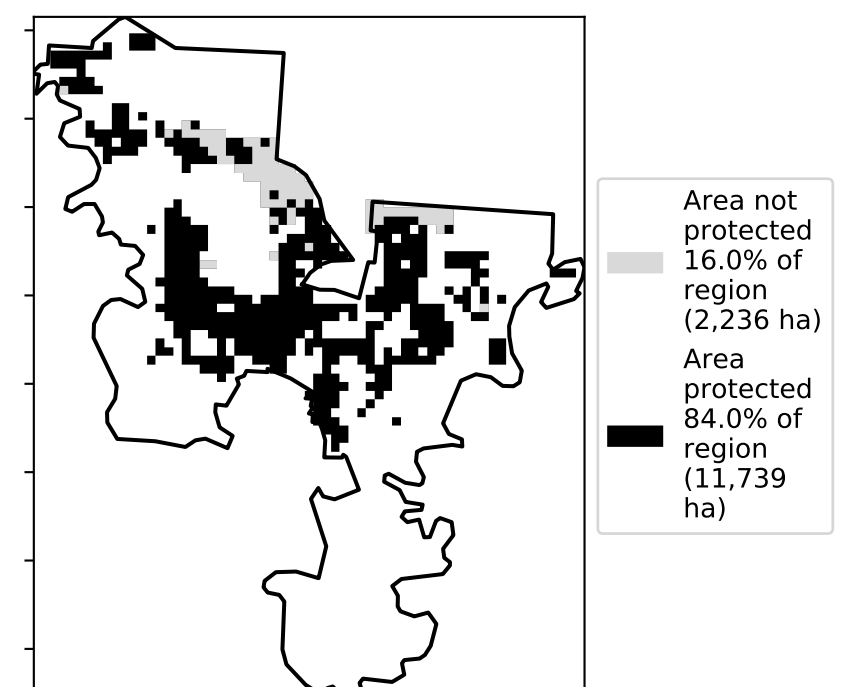 Area not
protected
16.0% of
region
(2,236 ha)
Area
protected
84.0% of
region
(11,739
ha)